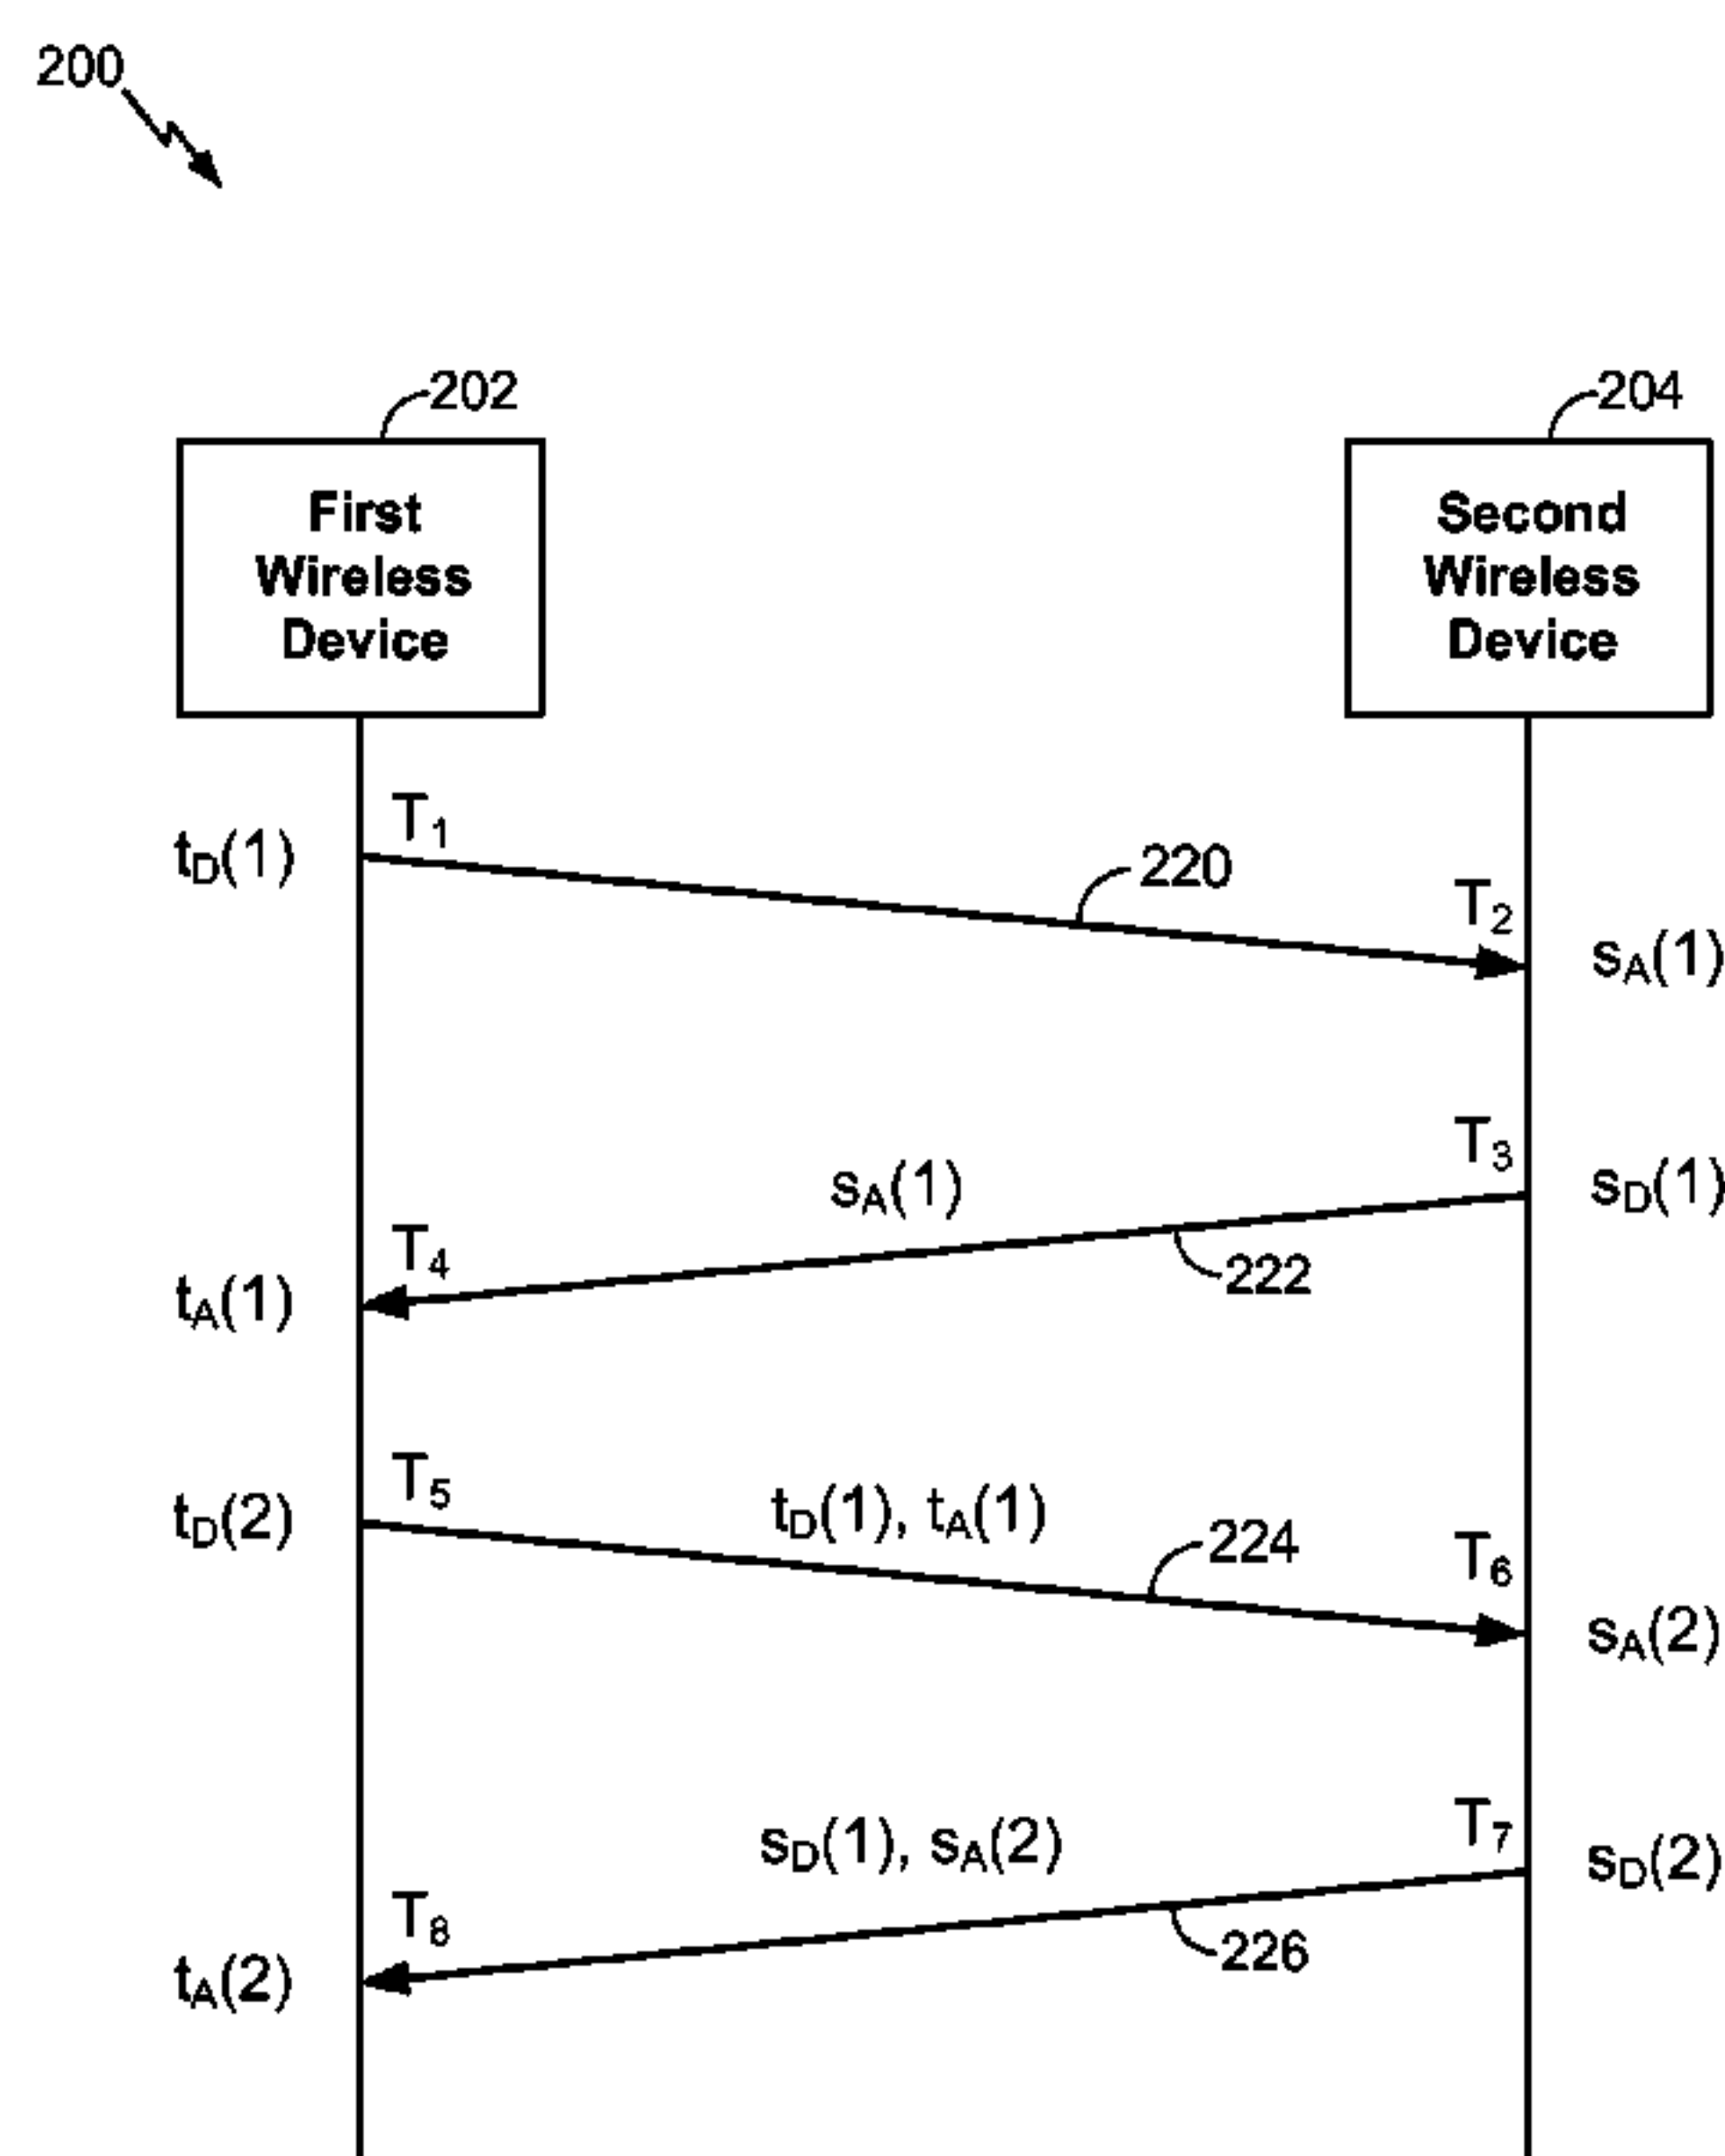 200
202
204
First
Wireless
Device
Second
Wireless
Device
T1
tD(1)
220
T2
sA(1)
T3
sD(1)
sA(1)
222
T4
tA(1)
T5
tD(2)
tD(1), tA(1)
224
T6
sA(2)
T7
sD(2)
sD(1), sA(2)
226
T8
tA(2)